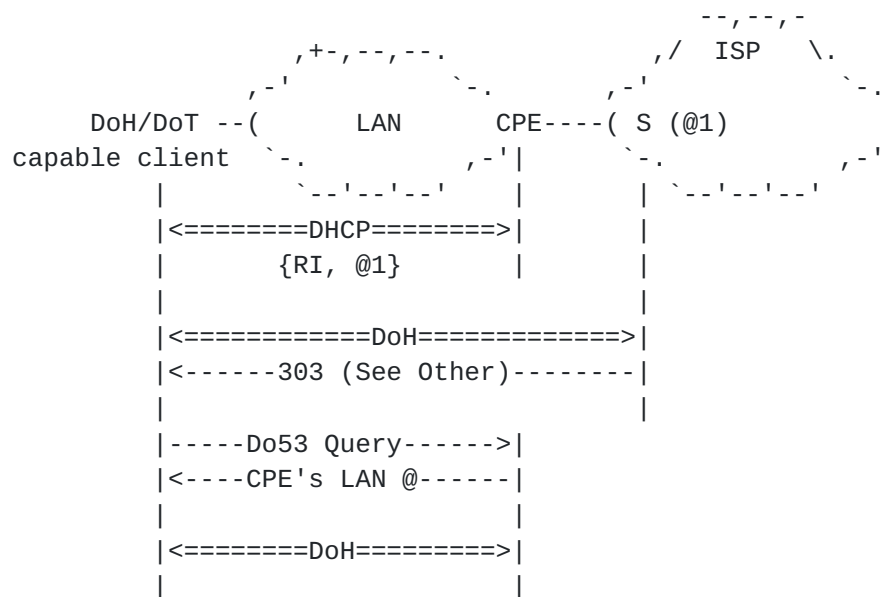 --,--,-
                   ,+-,--,--.              ,/  ISP   \.
                ,-'          `-.        ,-'            `-.
     DoH/DoT --(      LAN      CPE----( S (@1)
capable client  `-.          ,-'|      `-.            ,-'
          |        `--'--'--'   |       | `--'--'--'
          |<========DHCP========>|       |
          |       {RI, @1}      |       |
          |                             |
          |<============DoH=============>|
          |<------303 (See Other)--------|
          |                             |
          |-----Do53 Query------>|
          |<----CPE's LAN @------|
          |                     |
          |<========DoH=========>|
          |                     |